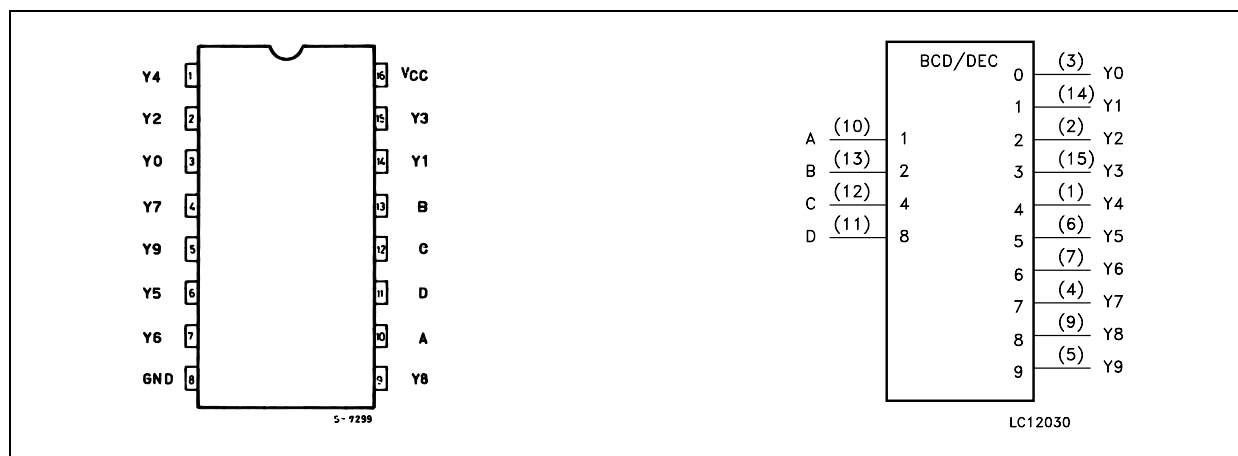 Y4 1 16 VCC
Y2 2 15 Y3
Y0 3 14 Y1
Y7 4 13 B
Y9 5 12 C
Y5 6 11 D
Y6 7 10 A
GND 8 9 Y8
S-7299
BCD/DEC
0 (3) Y0
1 (14) Y1
A (10) 1 2 (2) Y2
B (13) 2 3 (15) Y3
C (12) 4 4 (1) Y4
D (11) 8 5 (6) Y5
6 (7) Y6
7 (4) Y7
8 (9) Y8
9 (5) Y9
LC12030